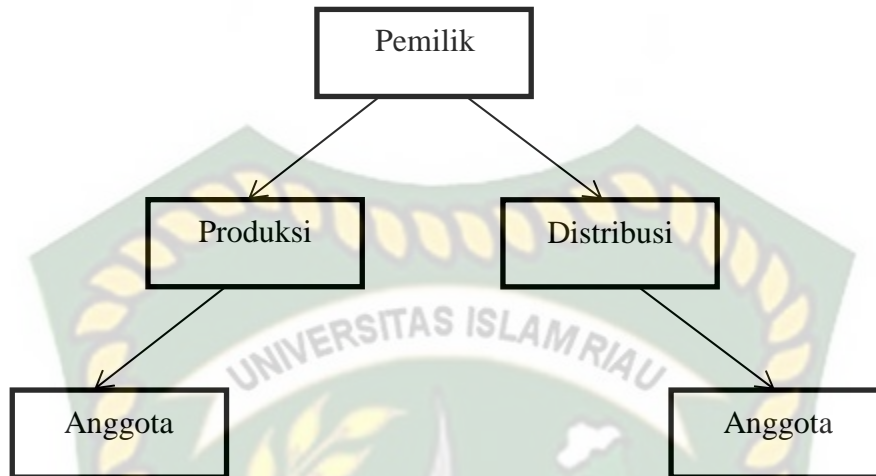 Pemilik
Produksi
Distribusi
UNIVERSITAS ISLAM RIAU
Anggota
Anggota